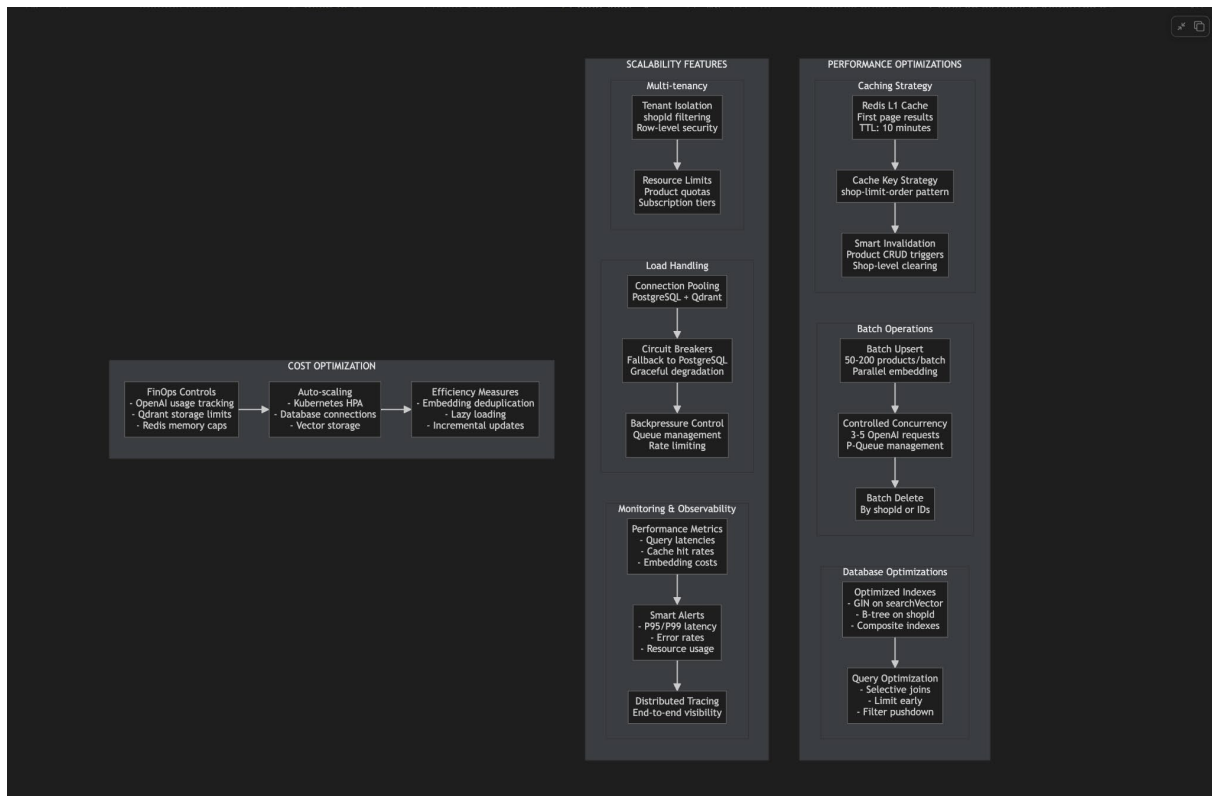 COST OPTIMIZATION
FinOps Controls
- OpenAI usage tracking
- Qdrant storage limits
- Redis memory caps
Auto-scaling
- Kubernetes HPA
- Database connections
- Vector storage
Efficiency Measures
- Embedding deduplication
- Lazy loading
- Incremental updates
SCALABILITY FEATURES
Multi-tenancy
Tenant Isolation
shopId filtering
Row-level security
Resource Limits
Product quotas
Subscription tiers
Load Handling
Connection Pooling
PostgreSQL + Qdrant
Circuit Breakers
Fallback to PostgreSQL
Graceful degradation
Backpressure Control
Queue management
Rate limiting
Monitoring & Observability
Performance Metrics
- Query latencies
- Cache hit rates
- Embedding costs
Smart Alerts
- P95/P99 latency
- Error rates
- Resource usage
Distributed Tracing
End-to-end visibility
PERFORMANCE OPTIMIZATIONS
Caching Strategy
Redis L1 Cache
First page results
TTL: 10 minutes
Cache Key Strategy
shop-limit-order pattern
Smart Invalidation
Product CRUD triggers
Shop-level clearing
Batch Operations
Batch Upsert
50-200 products/batch
Parallel embedding
Controlled Concurrency
3-5 OpenAI requests
P-Queue management
Batch Delete
By shopId or IDs
Database Optimizations
Optimized Indexes
- GIN on searchVector
- B-tree on shopId
- Composite indexes
Query Optimization
- Selective joins
- Limit early
- Filter pushdown